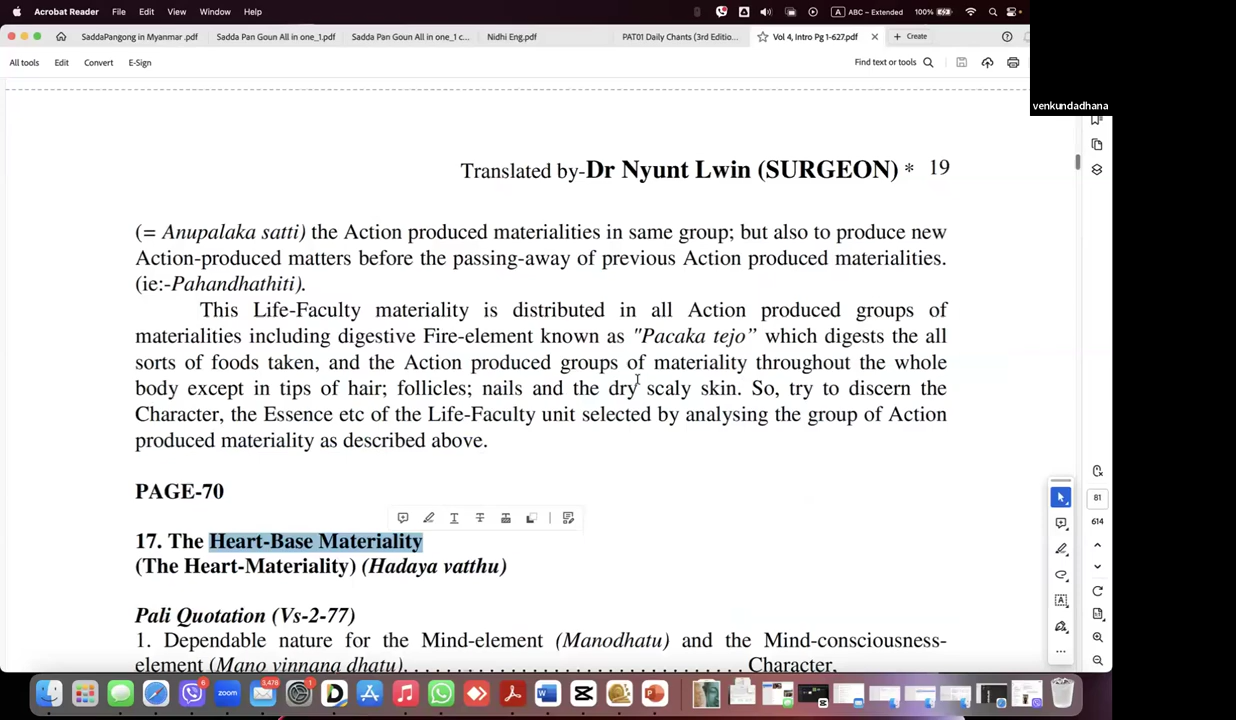 Acrobat Reader File Edit View Window Help ABC – Extended 100%
SaddaPangong in Myanmar .pdf Sadda Pan Goun All in one_1.pdf Sadda Pan Goun All in one_1 c... Nidhi Eng.pdf PAT01 Daily Chants (3rd Editio... Vol 4, Intro Pg 1-627.pdf Create
All tools Edit Convert E-Sign Find text or tools
venkundadhana
Translated by-Dr Nyunt Lwin (SURGEON) * 19
(= Anupalaka satti) the Action produced materialities in same group; but also to produce new
Action-produced matters before the passing-away of previous Action produced materialities.
(ie:-Pahandhathiti).
This Life-Faculty materiality is distributed in all Action produced groups of
materialities including digestive Fire-element known as "Pacaka tejo” which digests the all
sorts of foods taken, and the Action produced groups of materiality throughout the whole
body except in tips of hair; follicles; nails and the dry scaly skin. So, try to discern the
Character, the Essence etc of the Life-Faculty unit selected by analysing the group of Action
produced materiality as described above.
PAGE-70
17. The Heart-Base Materiality
(The Heart-Materiality) (Hadaya vatthu)
Pali Quotation (Vs-2-77)
1. Dependable nature for the Mind-element (Manodhatu) and the Mind-consciousness-
element (Mano vinnana dhatu). . . . . . . . . . . . . . . . . . . . . . . . . . . . . . . . Character,
81
614
zoom 6 3,478 1